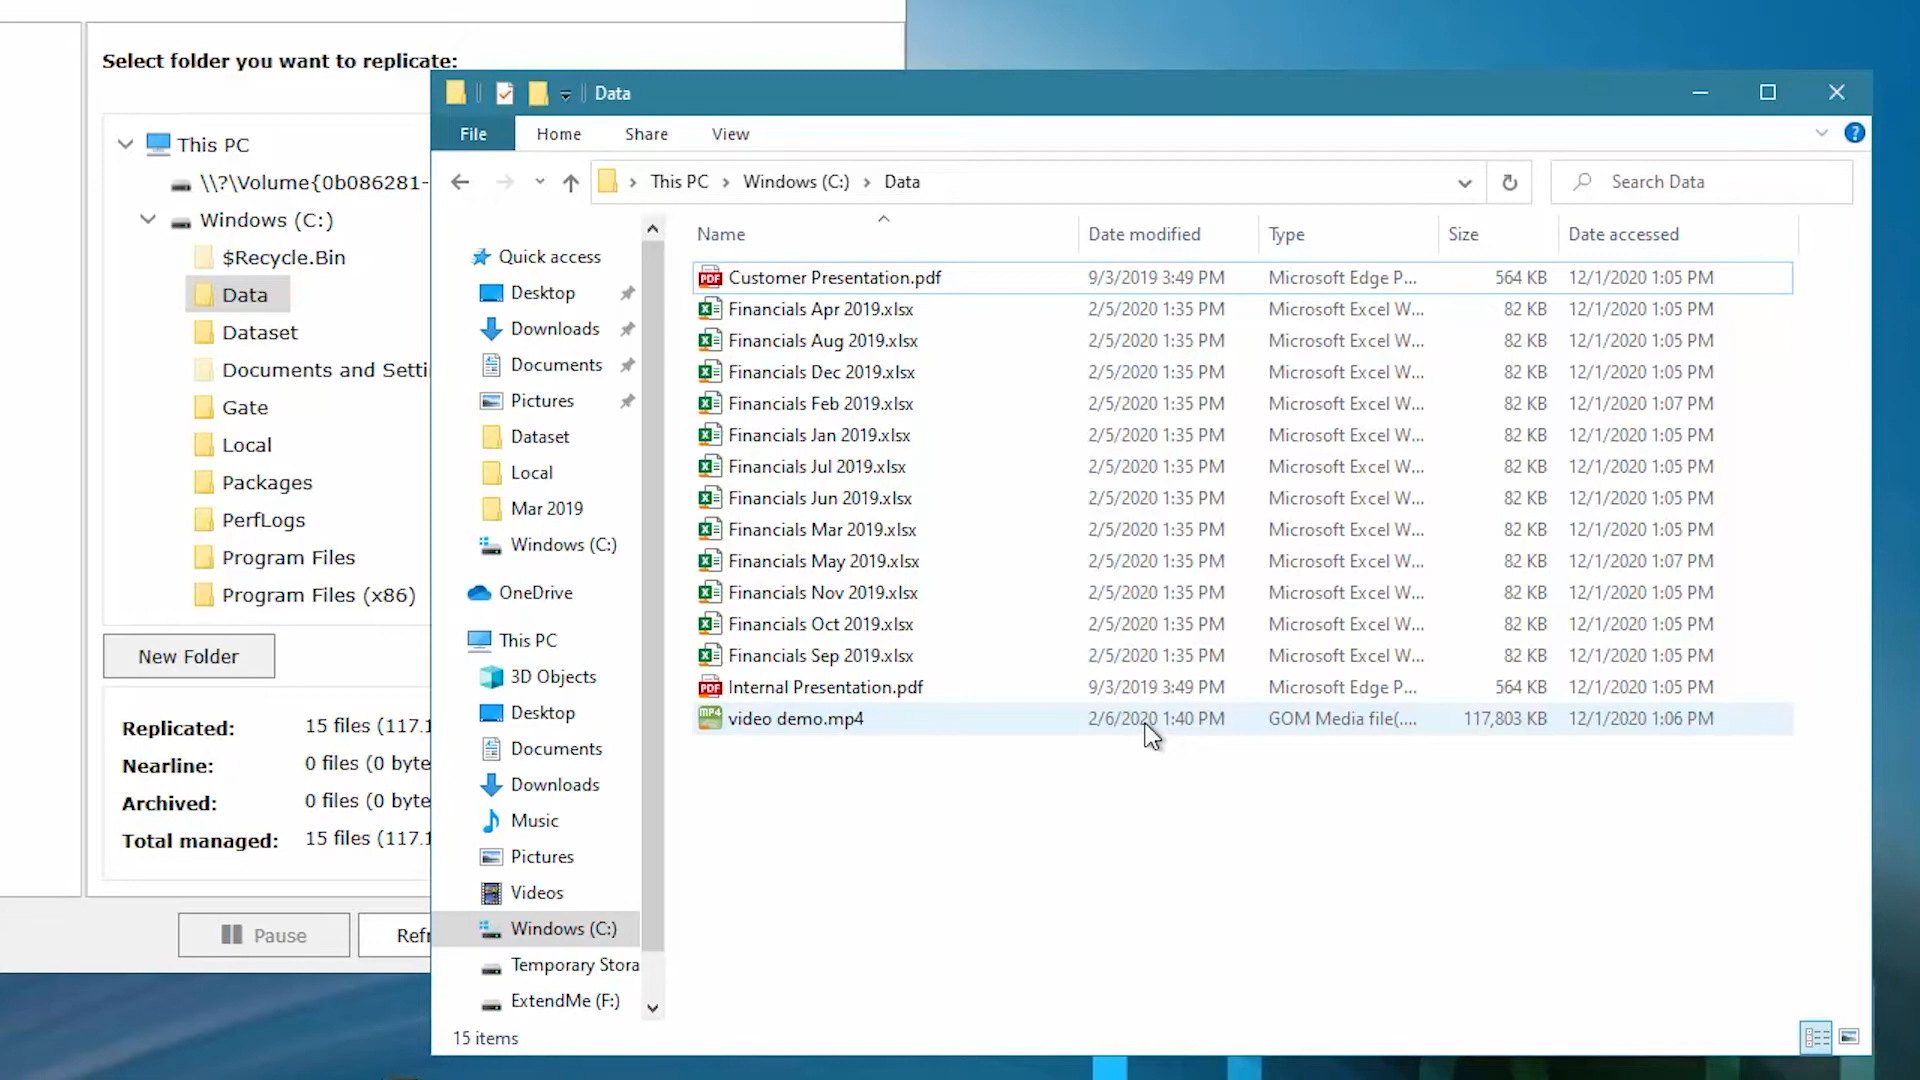 Select folder you want to replicate:
This PC
\\?\Volume{0b086281-
Windows (C:)
$Recycle.Bin
Data
Dataset
Documents and Setti
Gate
Local
Packages
PerfLogs
Program Files
Program Files (x86)
New Folder
Replicated: 15 files (117.1
Nearline: 0 files (0 byte
Archived: 0 files (0 byte
Total managed: 15 files (117.1
Pause
Refr
Data
File Home Share View
?
This PC > Windows (C:) > Data
Search Data
Quick access
Desktop
Downloads
Documents
Pictures
Dataset
Local
Mar 2019
Windows (C:)
OneDrive
This PC
3D Objects
Desktop
Documents
Downloads
Music
Pictures
Videos
Windows (C:)
Temporary Stora
ExtendMe (F:)
Name Date modified Type Size Date accessed
PDF Customer Presentation.pdf 9/3/2019 3:49 PM Microsoft Edge P... 564 KB 12/1/2020 1:05 PM
Financials Apr 2019.xlsx 2/5/2020 1:35 PM Microsoft Excel W... 82 KB 12/1/2020 1:05 PM
Financials Aug 2019.xlsx 2/5/2020 1:35 PM Microsoft Excel W... 82 KB 12/1/2020 1:05 PM
Financials Dec 2019.xlsx 2/5/2020 1:35 PM Microsoft Excel W... 82 KB 12/1/2020 1:05 PM
Financials Feb 2019.xlsx 2/5/2020 1:35 PM Microsoft Excel W... 82 KB 12/1/2020 1:07 PM
Financials Jan 2019.xlsx 2/5/2020 1:35 PM Microsoft Excel W... 82 KB 12/1/2020 1:05 PM
Financials Jul 2019.xlsx 2/5/2020 1:35 PM Microsoft Excel W... 82 KB 12/1/2020 1:05 PM
Financials Jun 2019.xlsx 2/5/2020 1:35 PM Microsoft Excel W... 82 KB 12/1/2020 1:05 PM
Financials Mar 2019.xlsx 2/5/2020 1:35 PM Microsoft Excel W... 82 KB 12/1/2020 1:05 PM
Financials May 2019.xlsx 2/5/2020 1:35 PM Microsoft Excel W... 82 KB 12/1/2020 1:07 PM
Financials Nov 2019.xlsx 2/5/2020 1:35 PM Microsoft Excel W... 82 KB 12/1/2020 1:05 PM
Financials Oct 2019.xlsx 2/5/2020 1:35 PM Microsoft Excel W... 82 KB 12/1/2020 1:05 PM
Financials Sep 2019.xlsx 2/5/2020 1:35 PM Microsoft Excel W... 82 KB 12/1/2020 1:05 PM
PDF Internal Presentation.pdf 9/3/2019 3:49 PM Microsoft Edge P... 564 KB 12/1/2020 1:05 PM
MP4 video demo.mp4 2/6/2020 1:40 PM GOM Media file(.... 117,803 KB 12/1/2020 1:06 PM
15 items